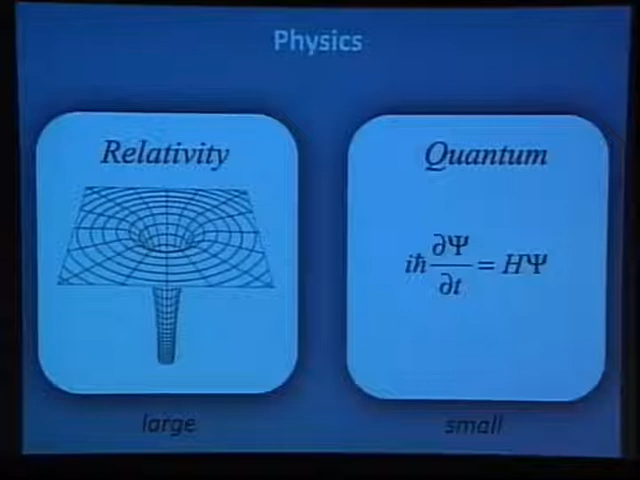 Physics
Relativity
Quantum
iħ ∂Ψ/∂t = HΨ
large
small